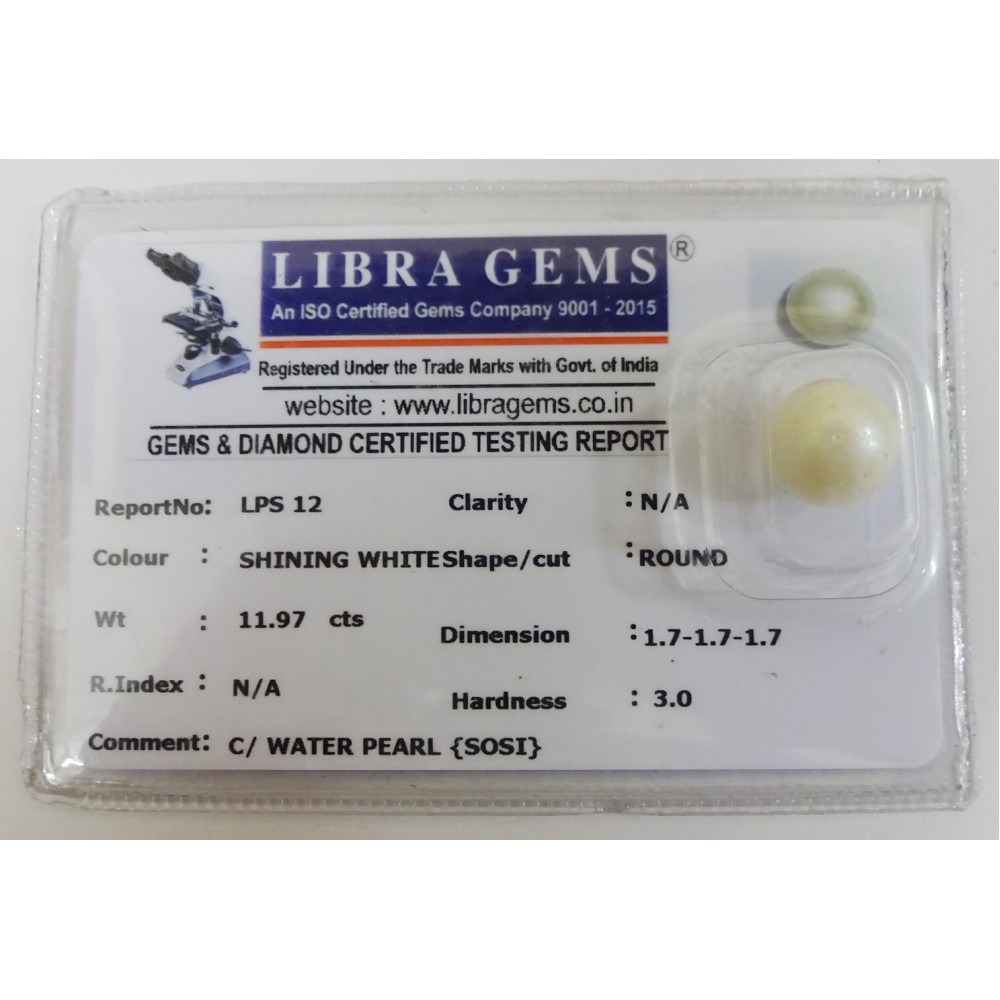 LIBRA GEMS ®
An ISO Certified Gems Company 9001 - 2015
Registered Under the Trade Marks with Govt. of India
website : www.libragems.co.in
GEMS & DIAMOND CERTIFIED TESTING REPORT
ReportNo: LPS 12 Clarity : N/A
Colour : SHINING WHITE Shape/cut : ROUND
Wt : 11.97 cts Dimension : 1.7-1.7-1.7
R.Index : N/A Hardness : 3.0
Comment: C/ WATER PEARL {SOSI}